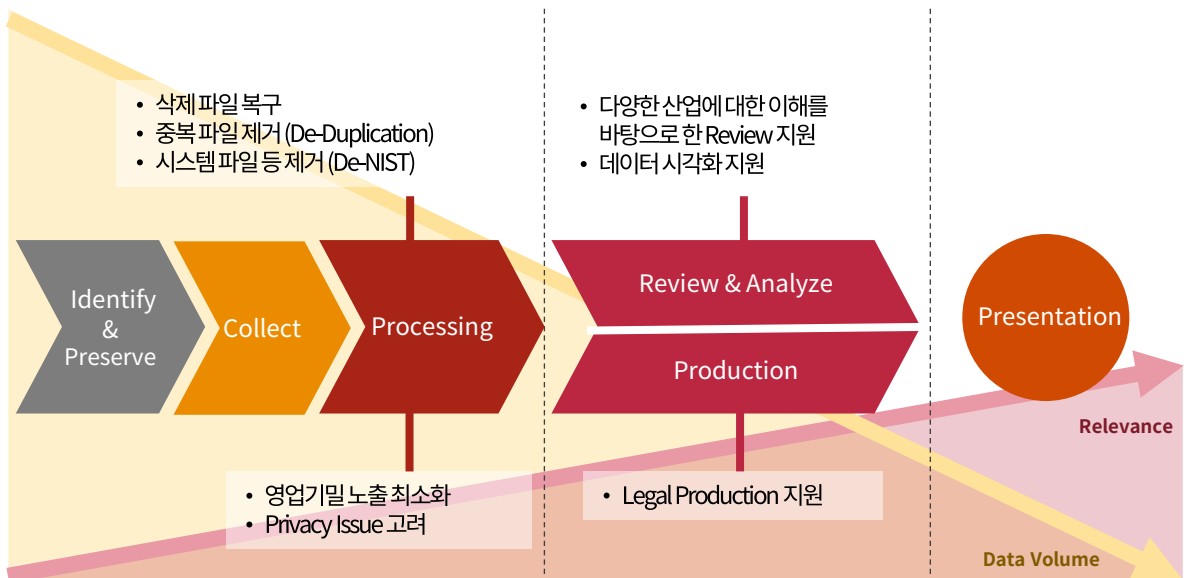 • 삭제 파일 복구
• 중복 파일 제거 (De-Duplication)
• 시스템 파일 등 제거 (De-NIST)
• 다양한 산업에 대한 이해를
바탕으로 한 Review 지원
• 데이터 시각화 지원
Identify
&
Preserve
Collect
Processing
Review & Analyze
Production
Presentation
Relevance
• 영업기밀 노출 최소화
• Privacy Issue 고려
• Legal Production 지원
Data Volume